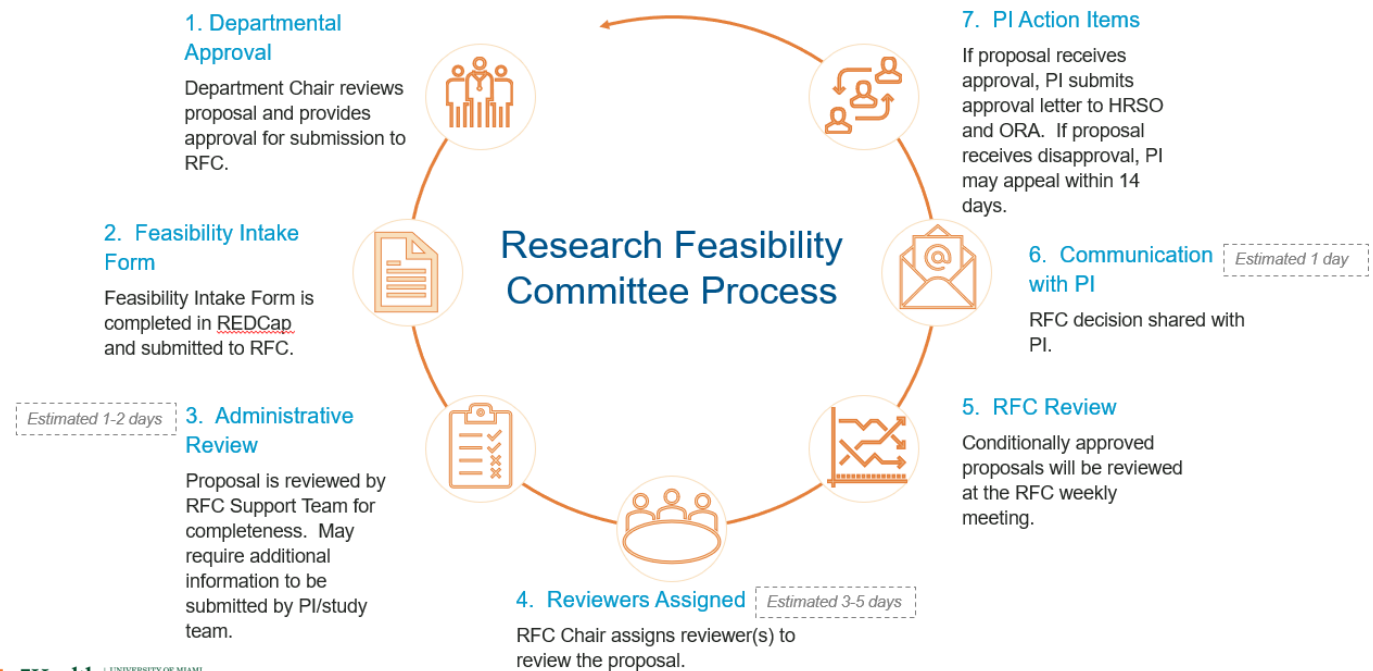 1. Departmental
Approval
Department Chair reviews
proposal and provides
approval for submission to
RFC.
2. Feasibility Intake
Form
Feasibility Intake Form is
completed in REDCap
and submitted to RFC.
Estimated 1-2 days
3. Administrative
Review
Proposal is reviewed by
RFC Support Team for
completeness. May
require additional
information to be
submitted by PI/study
team.
Research Feasibility
Committee Process
4. Reviewers Assigned
Estimated 3-5 days
RFC Chair assigns reviewer(s) to
review the proposal.
5. RFC Review
Conditionally approved
proposals will be reviewed
at the RFC weekly
meeting.
6. Communication
with PI
Estimated 1 day
RFC decision shared with
PI.
7. PI Action Items
If proposal receives
approval, PI submits
approval letter to HRSO
and ORA. If proposal
receives disapproval, PI
may appeal within 14
days.
UNIVERSITY OF MIAMI